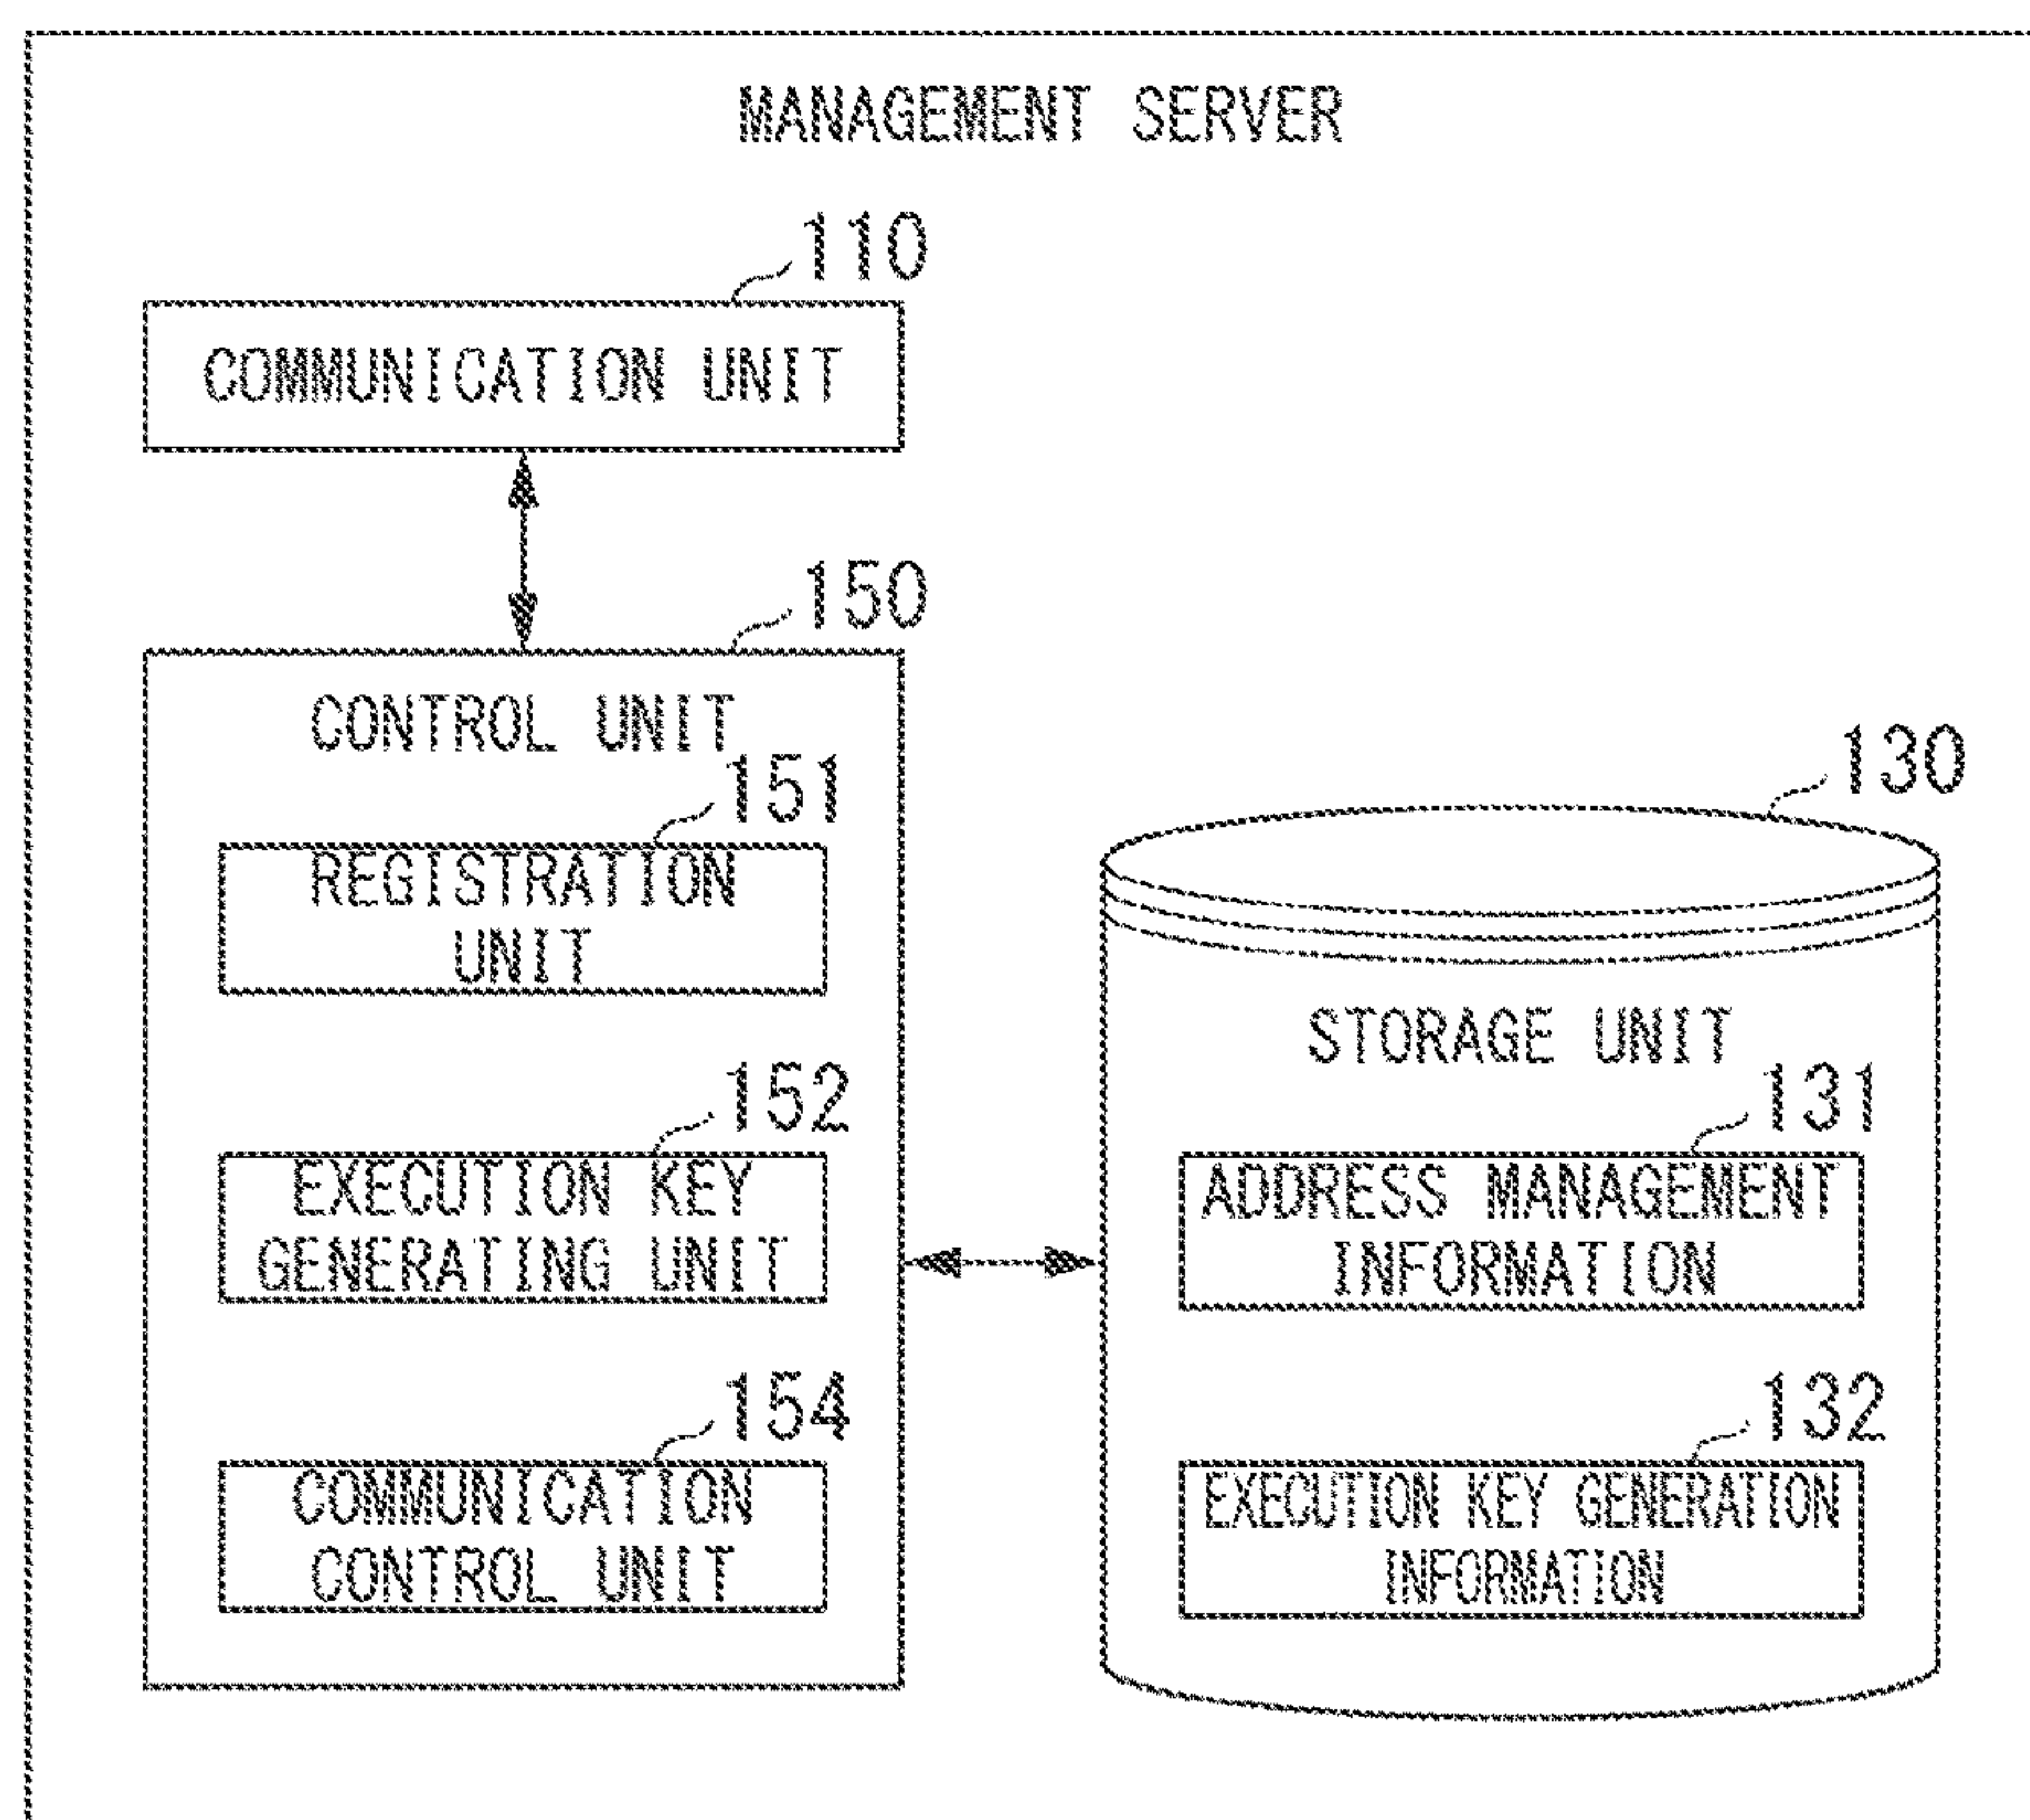 MANAGEMENT SERVER
110
COMMUNICATION UNIT
150
CONTROL UNIT
151
REGISTRATION
UNIT
152
EXECUTION KEY
GENERATING UNIT
154
COMMUNICATION
CONTROL UNIT
130
STORAGE UNIT
131
ADDRESS MANAGEMENT
INFORMATION
132
EXECUTION KEY GENERATION
INFORMATION